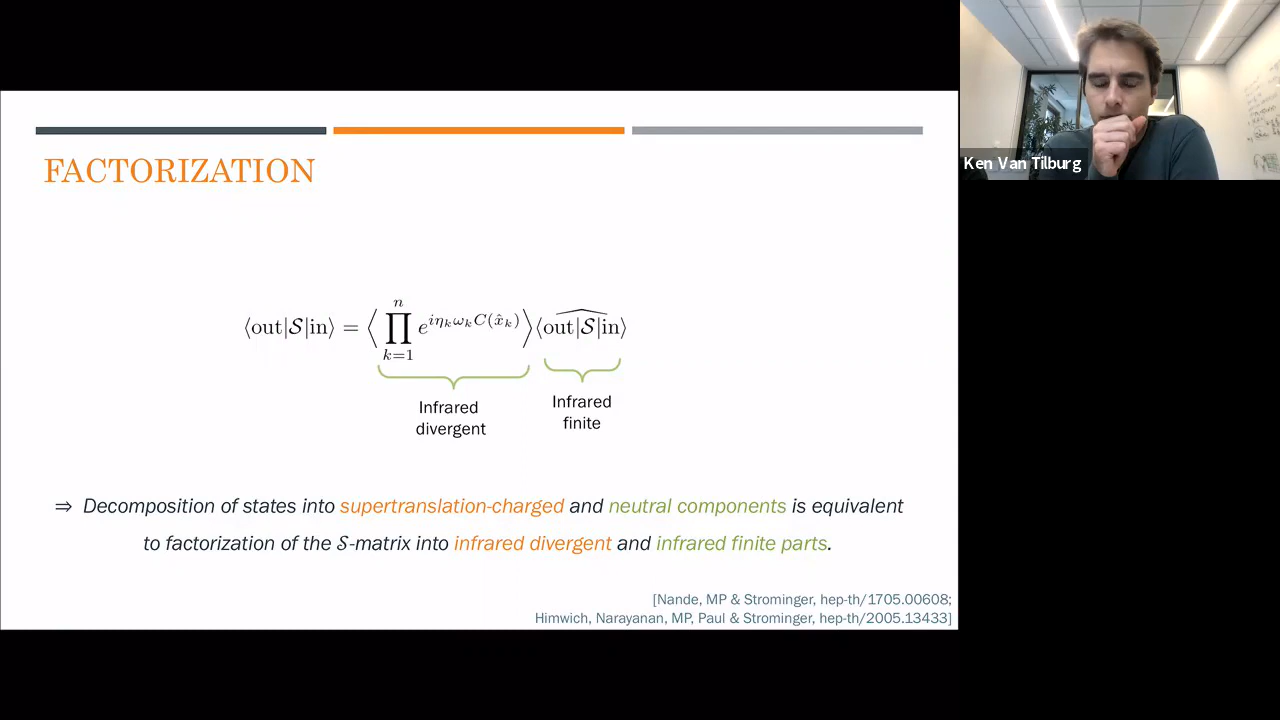 FACTORIZATION
⟨out|𝒮|in⟩ = ⟨∏_{k=1}^{n} e^{iη_k ω_k C(x̂_k)}⟩ ⟨\widehat{out|𝒮|in}⟩
Infrared divergent
Infrared finite
⇒ Decomposition of states into supertranslation-charged and neutral components is equivalent
to factorization of the 𝒮-matrix into infrared divergent and infrared finite parts.
[Nande, MP & Strominger, hep-th/1705.00608;
Himwich, Narayanan, MP, Paul & Strominger, hep-th/2005.13433]
Ken Van Tilburg